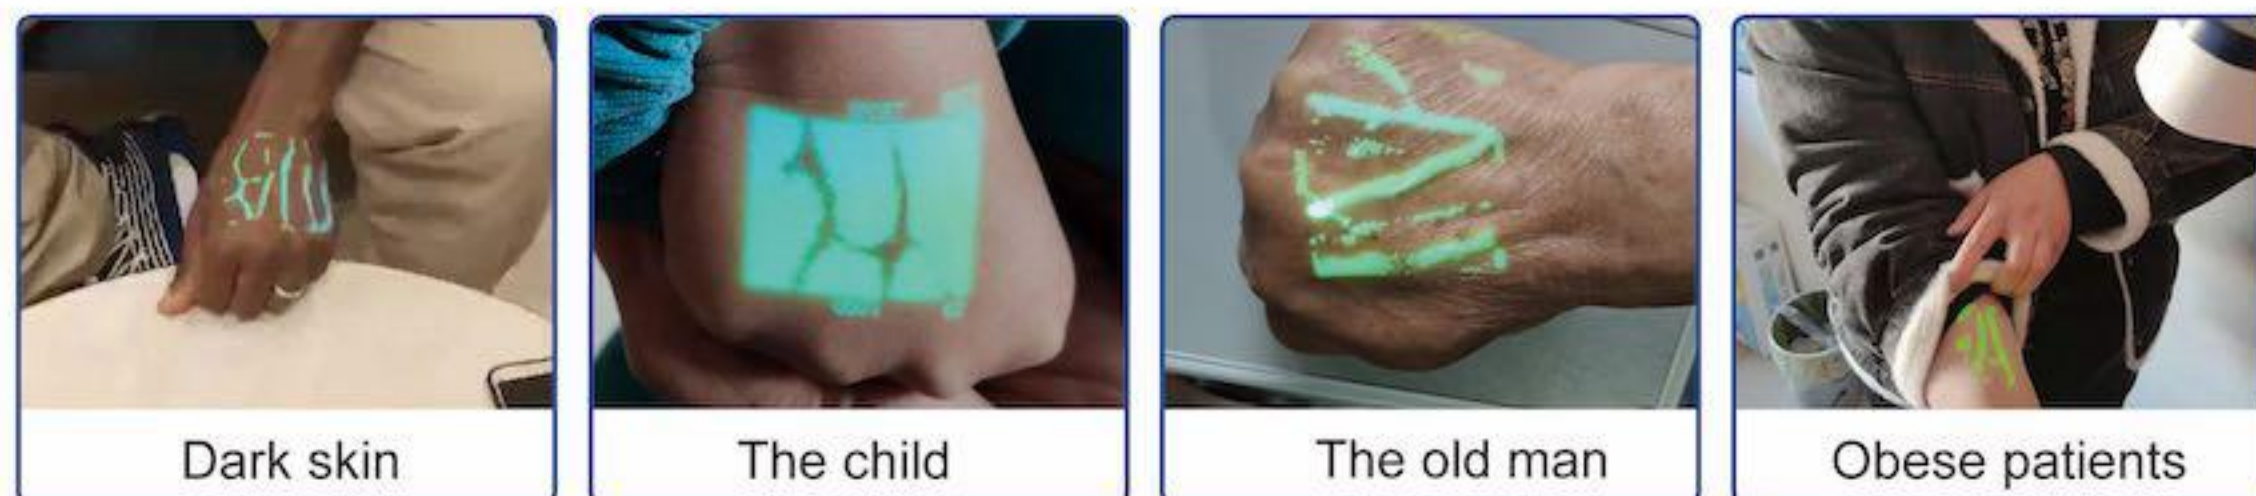 Dark skin
The child
The old man
Obese patients